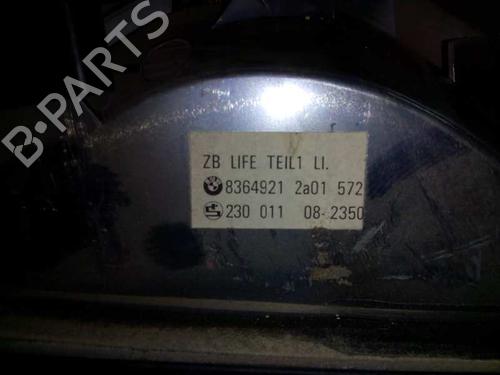 B-PARTS
ZB LIFE TEIL1 LI.
8364921 2a01 572
230 011 08-2350